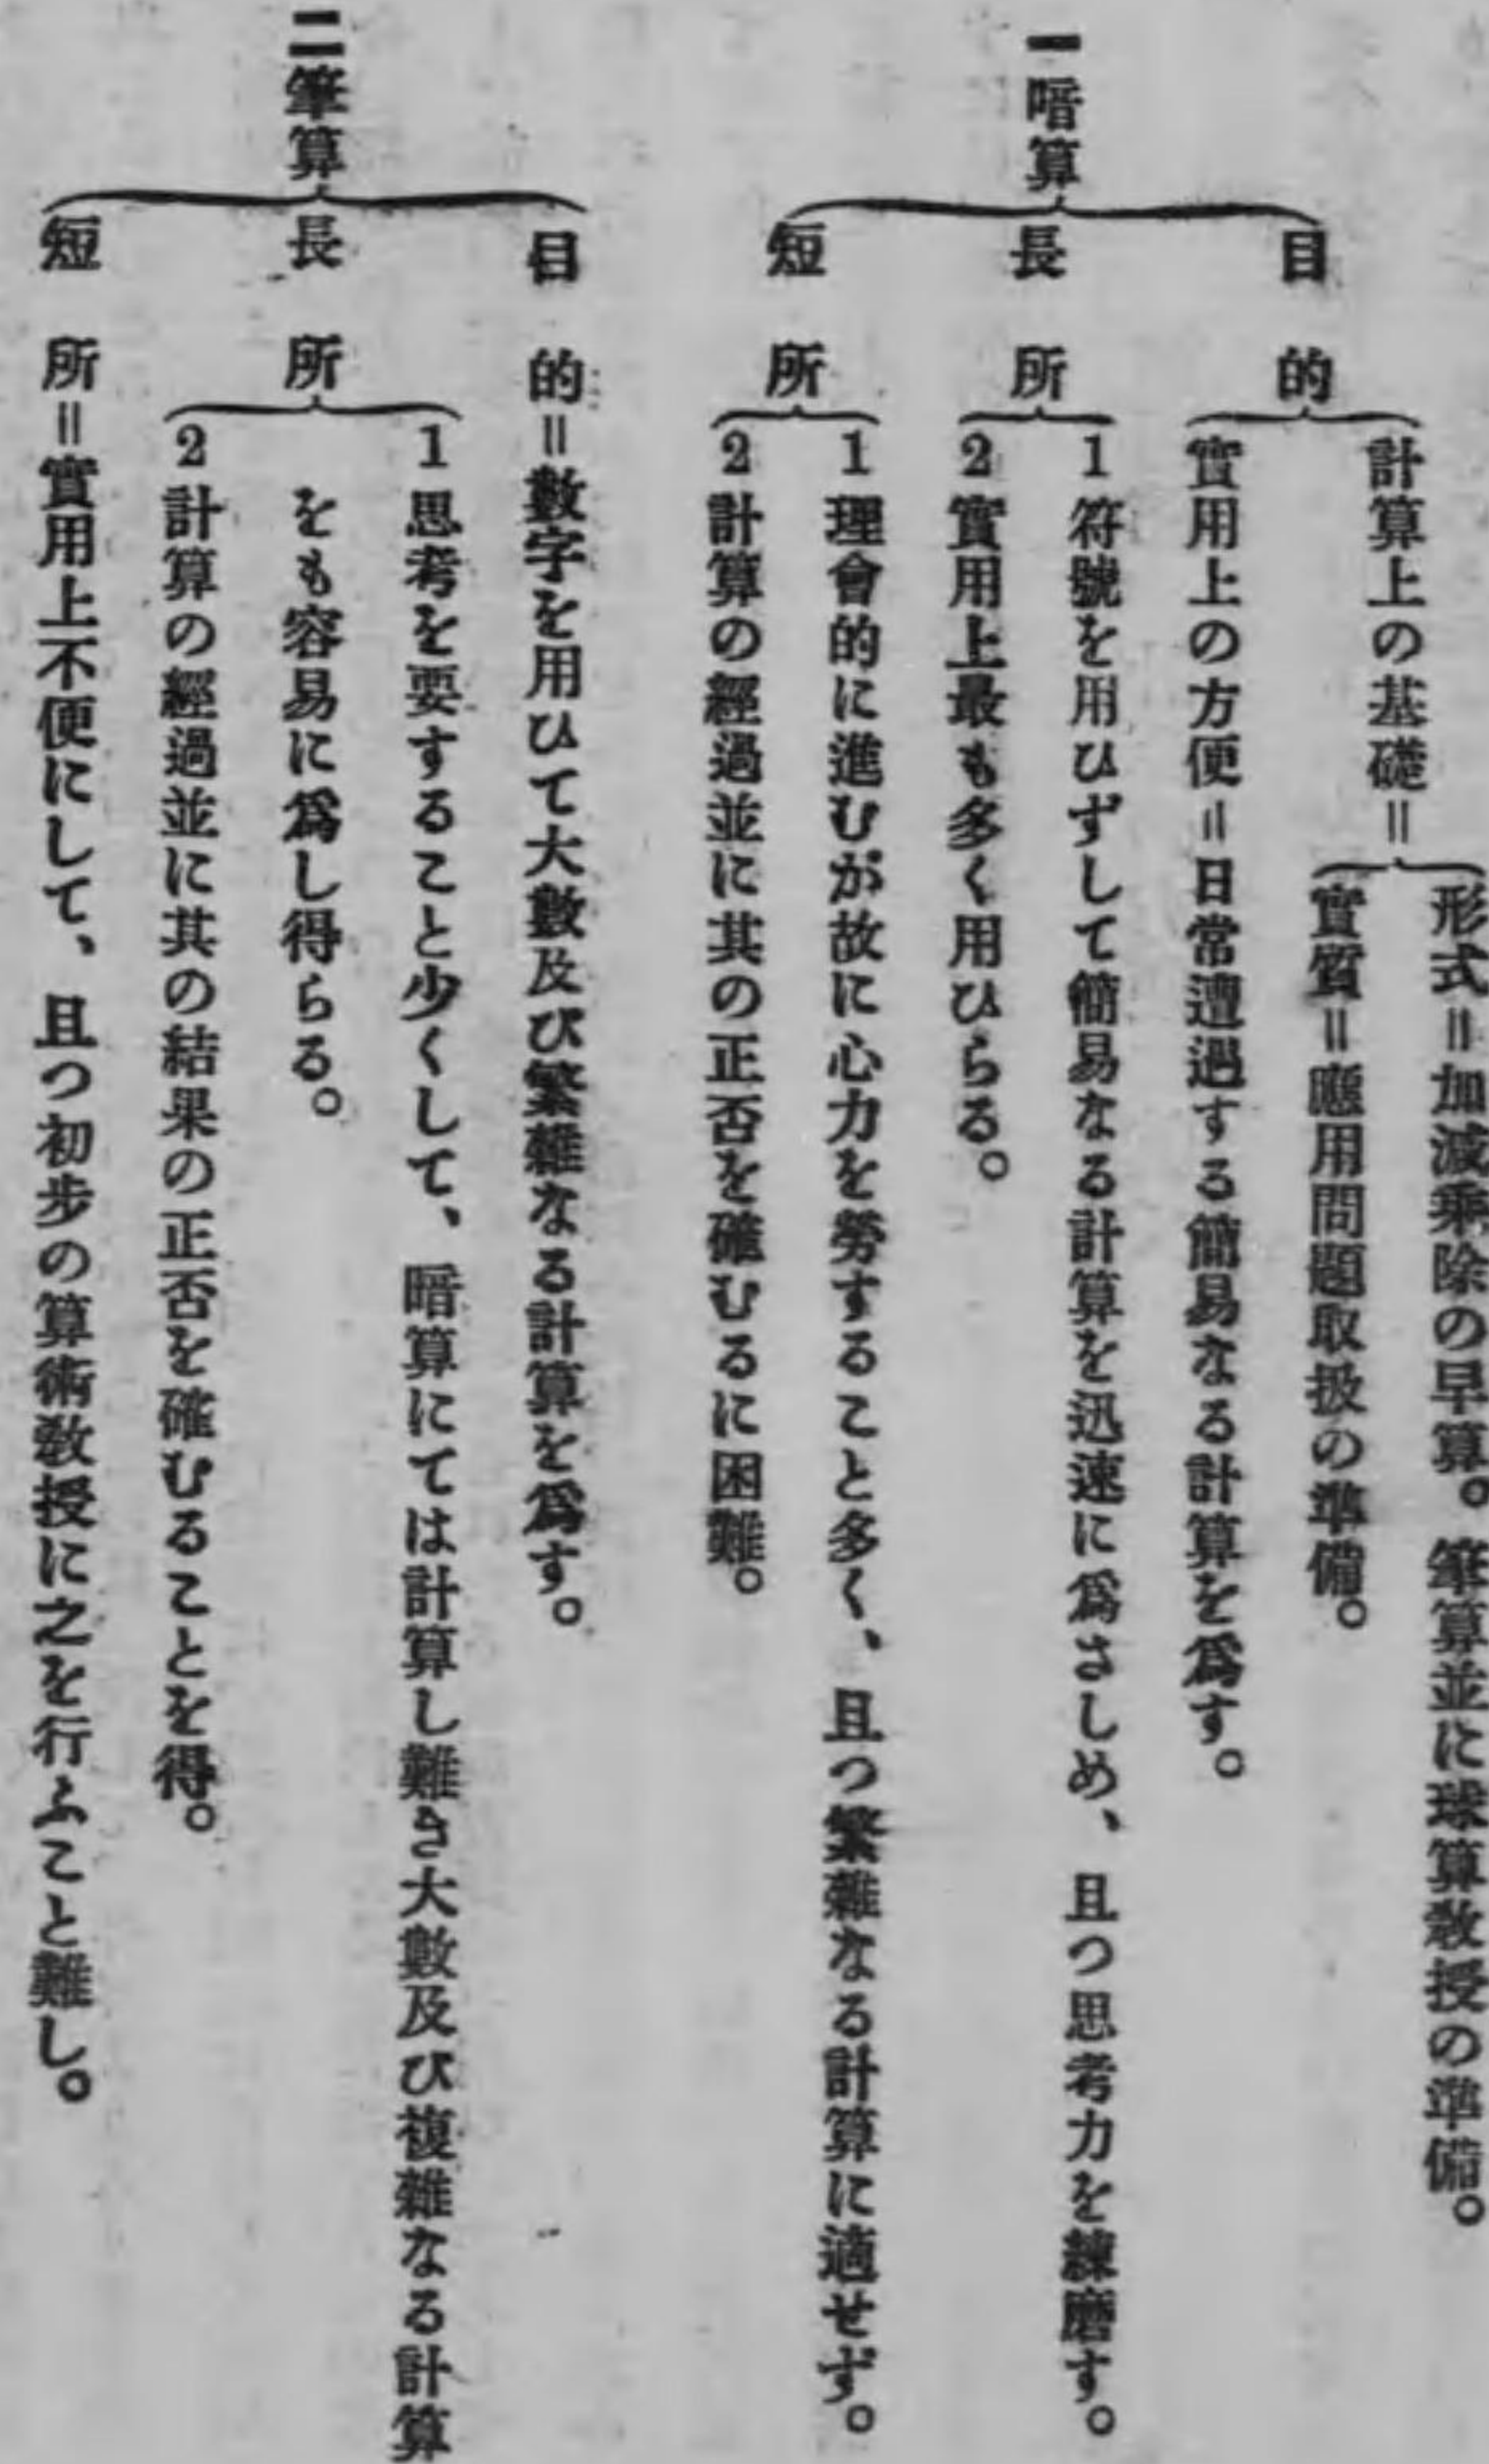 一暗算
目的
計算上の基礎＝
形式＝加減乘除の早算。筆算並に珠算敎授の準備。
實質＝應用問題取扱の準備。
實用上の方便＝日常遭遇する簡易なる計算を爲す。
長所
1 符號を用ひずして簡易なる計算を迅速に爲さしめ、且つ思考力を練磨す。
2 實用上最も多く用ひらる。
短所
1 理會的に進むが故に心力を勞すること多く、且つ繁雜なる計算に適せず。
2 計算の經過並に其の正否を確むるに困難。
二筆算
目的＝數字を用ひて大數及び繁雜なる計算を爲す。
長所
1 思考を要すること少くして、暗算にては計算し難き大數及び複雜なる計算
をも容易に爲し得らる。
2 計算の經過並に其の結果の正否を確むることを得。
短所＝實用上不便にして、且つ初步の算術敎授に之を行ふこと難し。